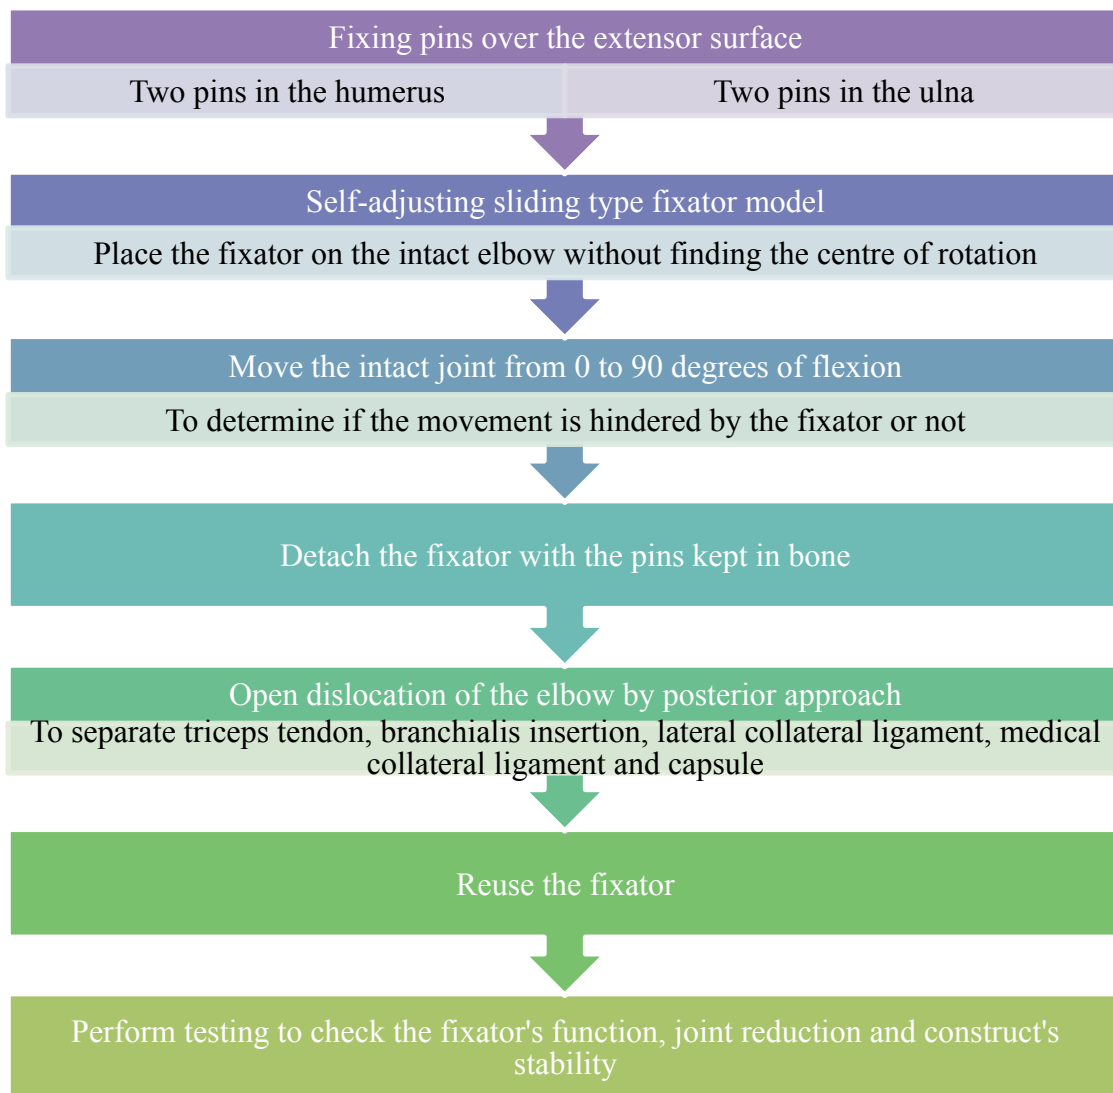 Fixing pins over the extensor surface
Two pins in the humerus
Two pins in the ulna
Self-adjusting sliding type fixator model
Place the fixator on the intact elbow without finding the centre of rotation
Move the intact joint from 0 to 90 degrees of flexion
To determine if the movement is hindered by the fixator or not
Detach the fixator with the pins kept in bone
Open dislocation of the elbow by posterior approach
To separate triceps tendon, branchialis insertion, lateral collateral ligament, medical
collateral ligament and capsule
Reuse the fixator
Perform testing to check the fixator's function, joint reduction and construct's
stability